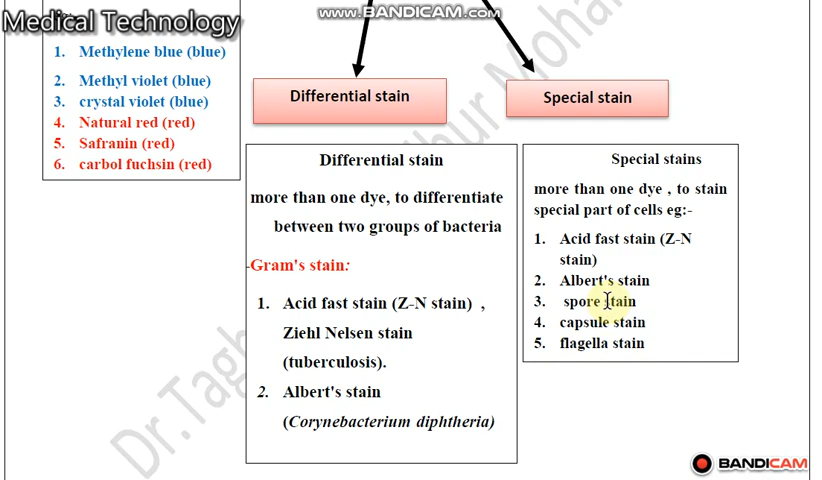 www.BANDICAM.com
Medical Technology
1. Methylene blue (blue)
2. Methyl violet (blue)
3. crystal violet (blue)
4. Natural red (red)
5. Safranin (red)
6. carbol fuchsin (red)
Differential stain
Special stain
Differential stain
more than one dye, to differentiate
between two groups of bacteria
-Gram's stain:
1. Acid fast stain (Z-N stain) ,
Ziehl Nelsen stain
(tuberculosis).
2. Albert's stain
(Corynebacterium diphtheria)
Special stains
more than one dye , to stain
special part of cells eg:-
1. Acid fast stain (Z-N
stain)
2. Albert's stain
3. spore stain
4. capsule stain
5. flagella stain
BANDICAM